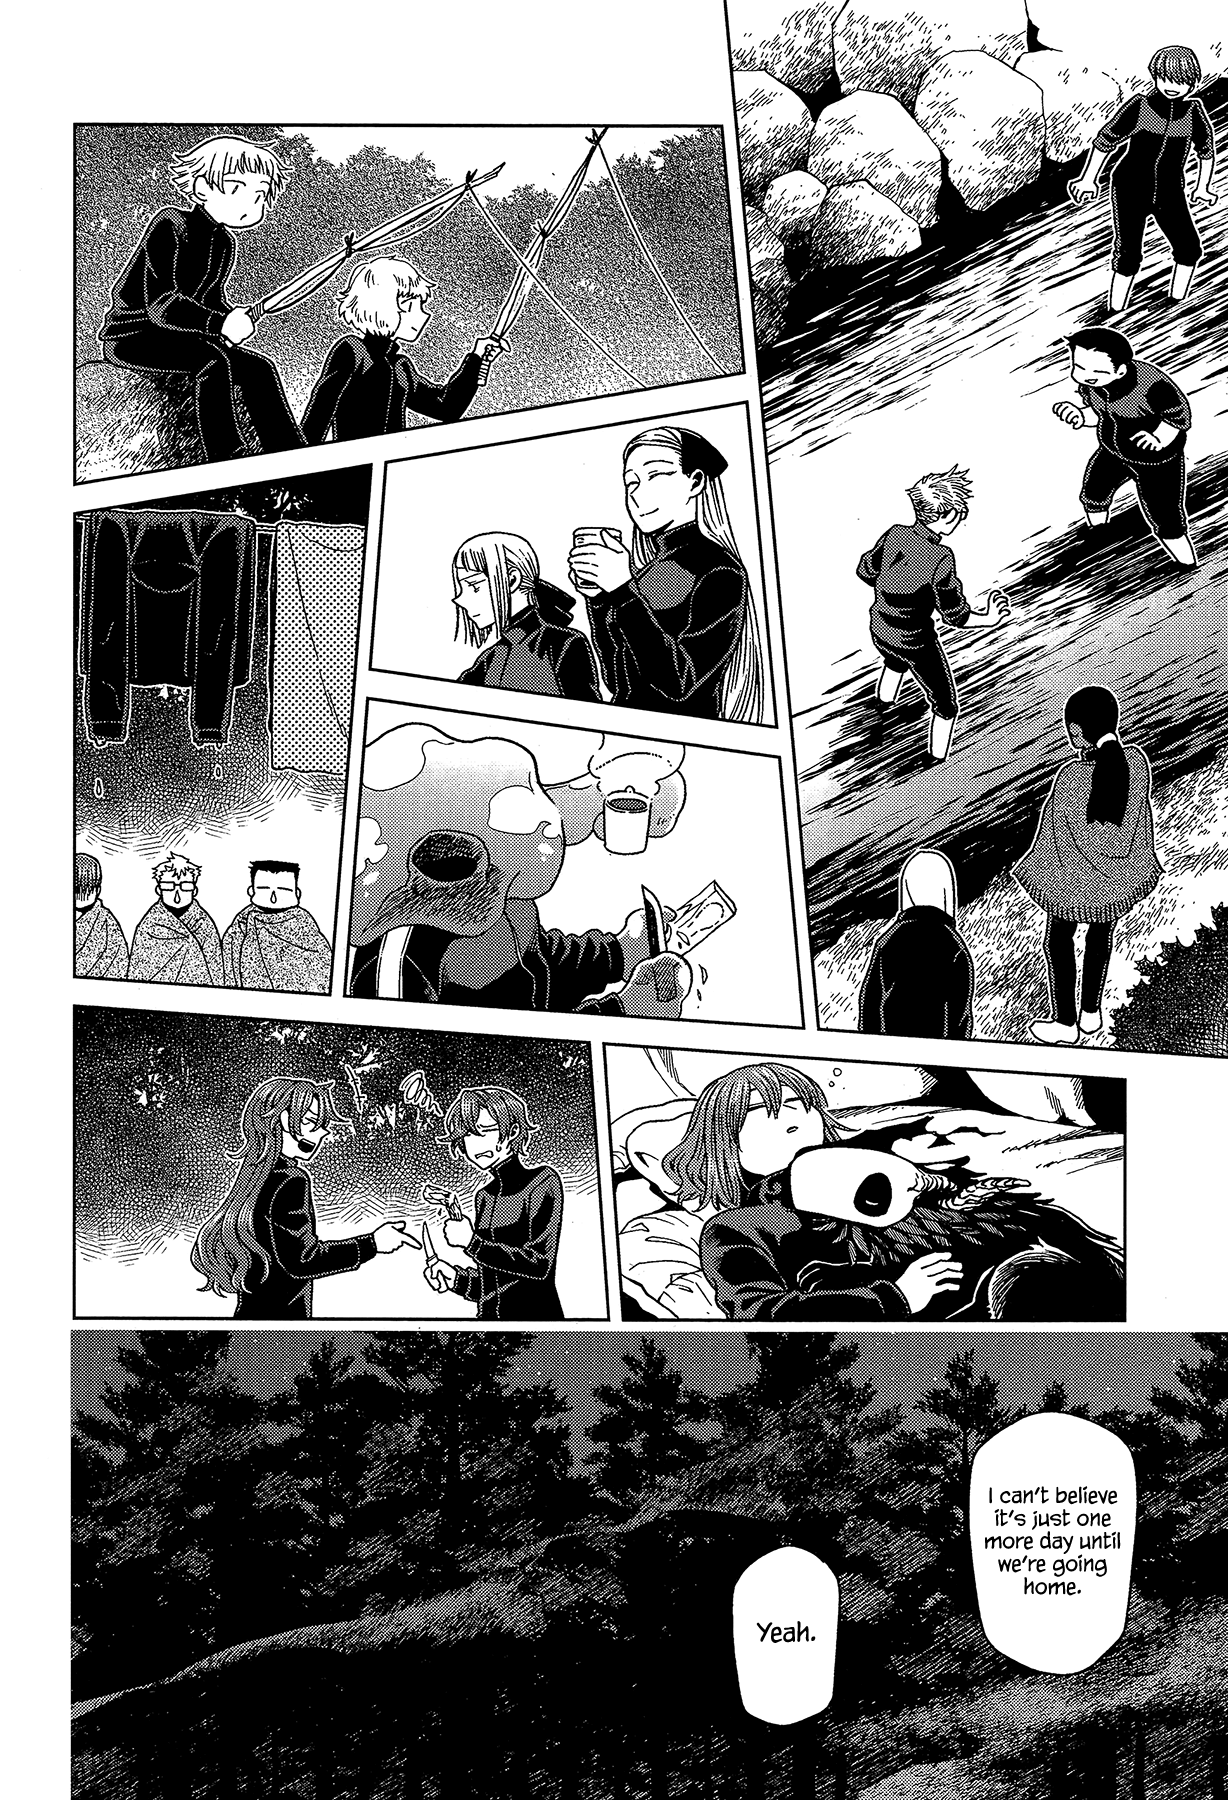 I can't believe
it's just one
more day until
we're going
home.
Yeah.